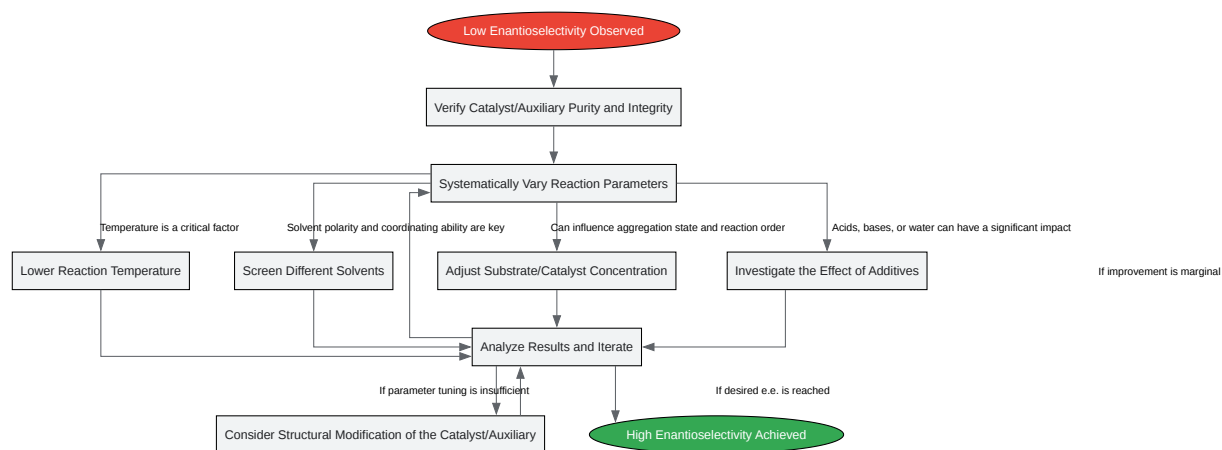 Low Enantioselectivity Observed
Verify Catalyst/Auxiliary Purity and Integrity
Systematically Vary Reaction Parameters
Temperature is a critical factor
Solvent polarity and coordinating ability are key
Can influence aggregation state and reaction order
Acids, bases, or water can have a significant impact
Lower Reaction Temperature
Screen Different Solvents
Adjust Substrate/Catalyst Concentration
Investigate the Effect of Additives
If improvement is marginal
Analyze Results and Iterate
If parameter tuning is insufficient
If desired e.e. is reached
Consider Structural Modification of the Catalyst/Auxiliary
High Enantioselectivity Achieved